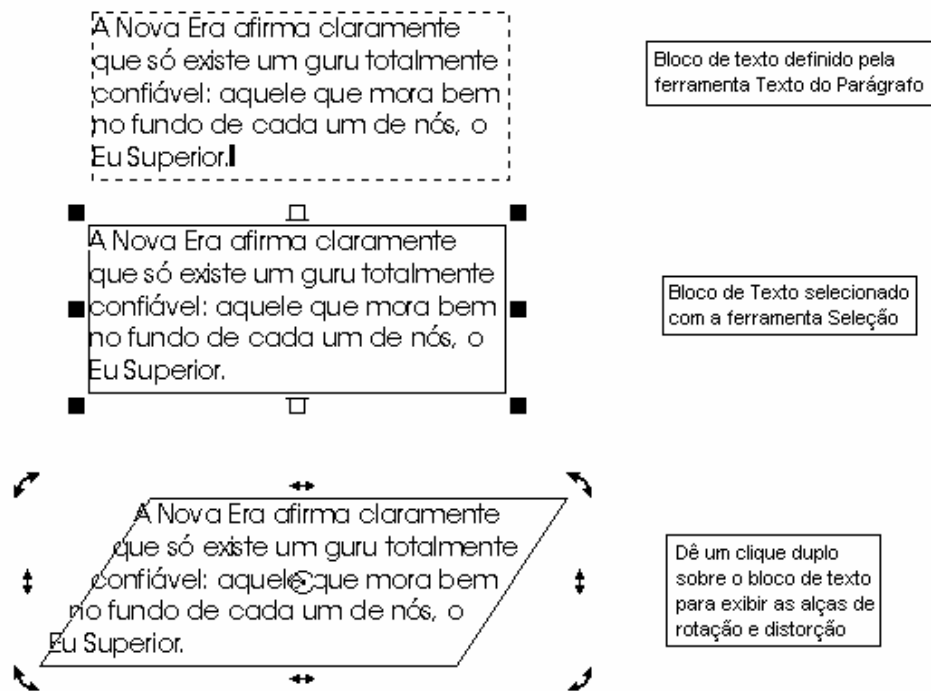 A Nova Era afirma claramente
que só existe um guru totalmente
confiável: aquele que mora bem
no fundo de cada um de nós, o
Eu Superior.
Bloco de texto definido pela
ferramenta Texto do Parágrafo
A Nova Era afirma claramente
que só existe um guru totalmente
confiável: aquele que mora bem
no fundo de cada um de nós, o
Eu Superior.
Bloco de Texto selecionado
com a ferramenta Seleção
A Nova Era afirma claramente
que só existe um guru totalmente
confiável: aquele que mora bem
no fundo de cada um de nós, o
Eu Superior.
Dê um clique duplo
sobre o bloco de texto
para exibir as alças de
rotação e distorção